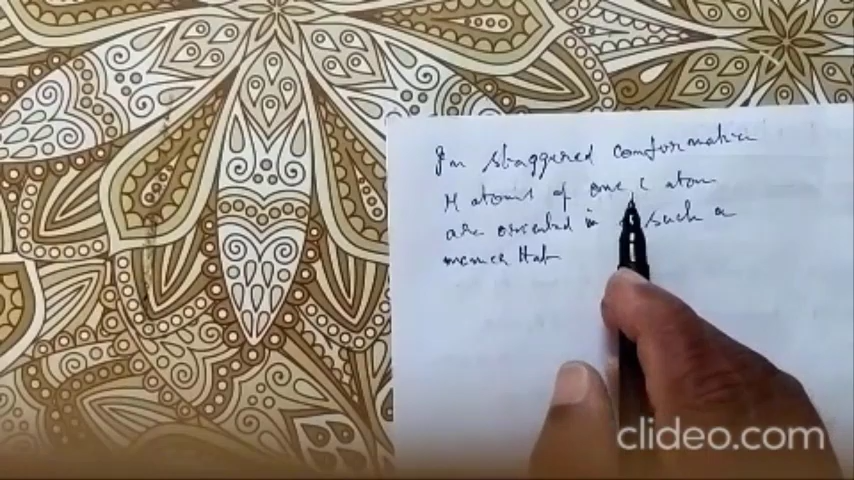 In staggered conformation
H atoms of one C atom
are oriented in such a
manner that
clideo.com